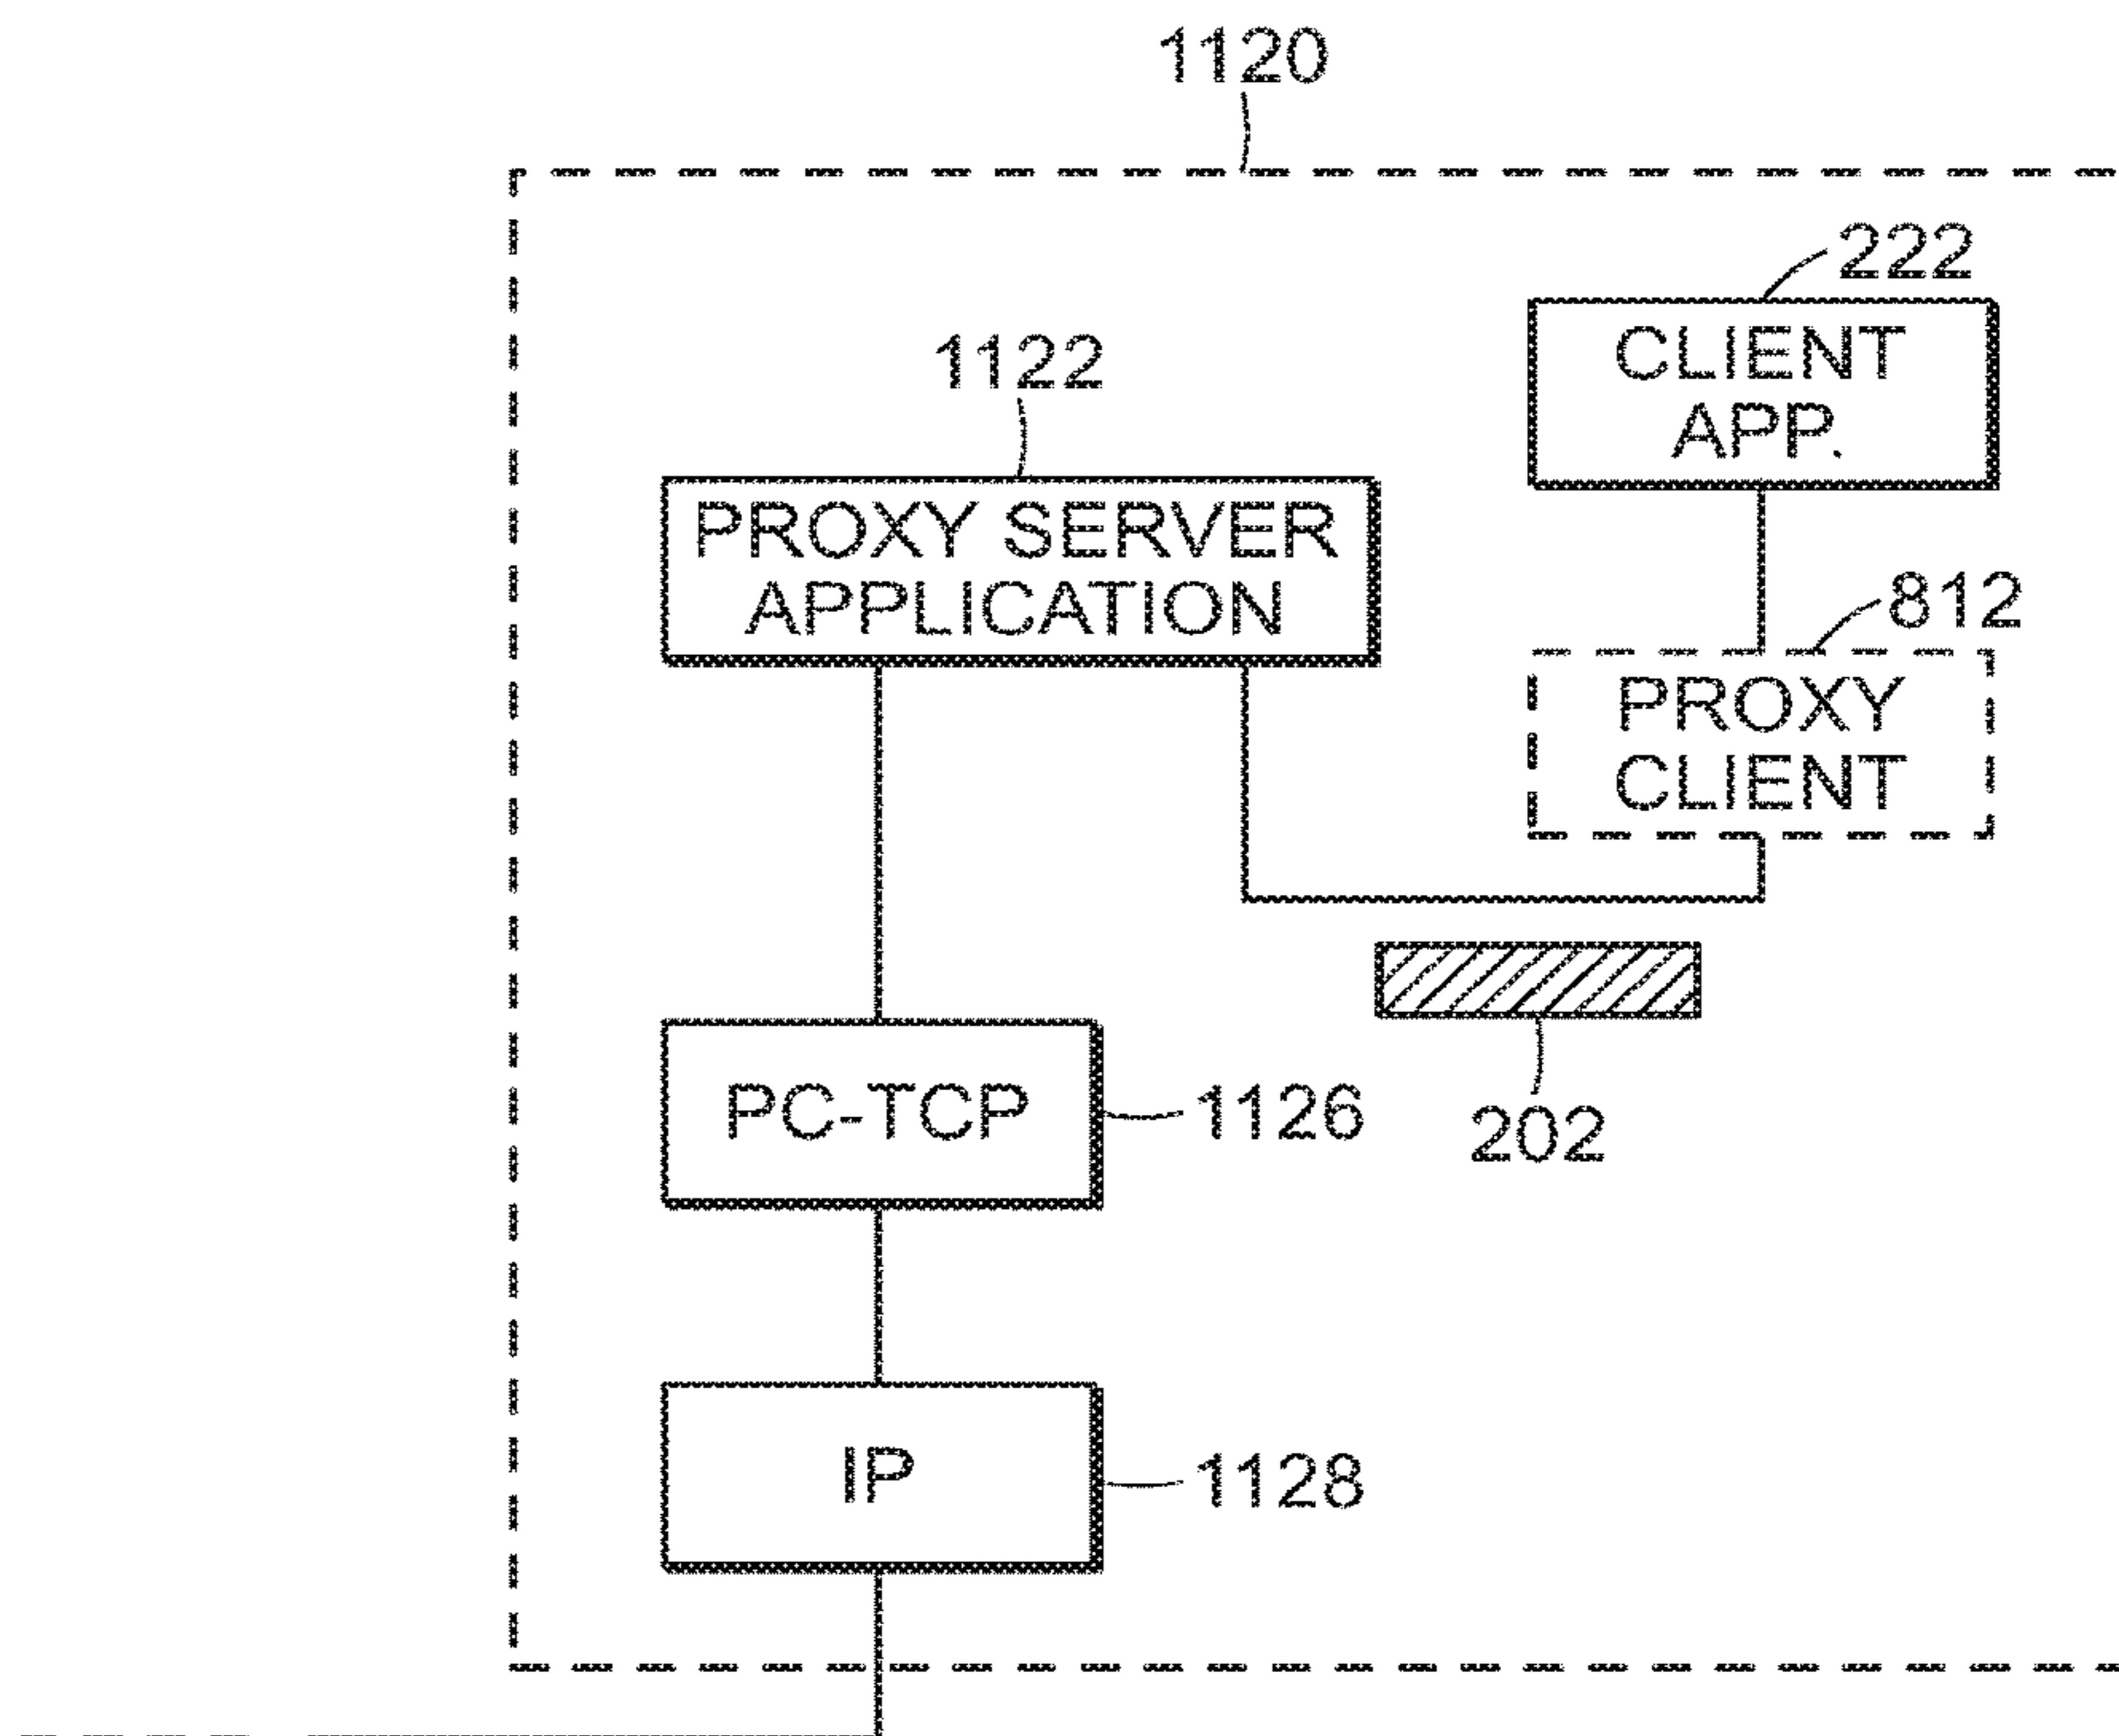 1120
222
CLIENT
APP.
1122
PROXY SERVER
APPLICATION
812
PROXY
CLIENT
PC-TCP
1126
202
IP
1128